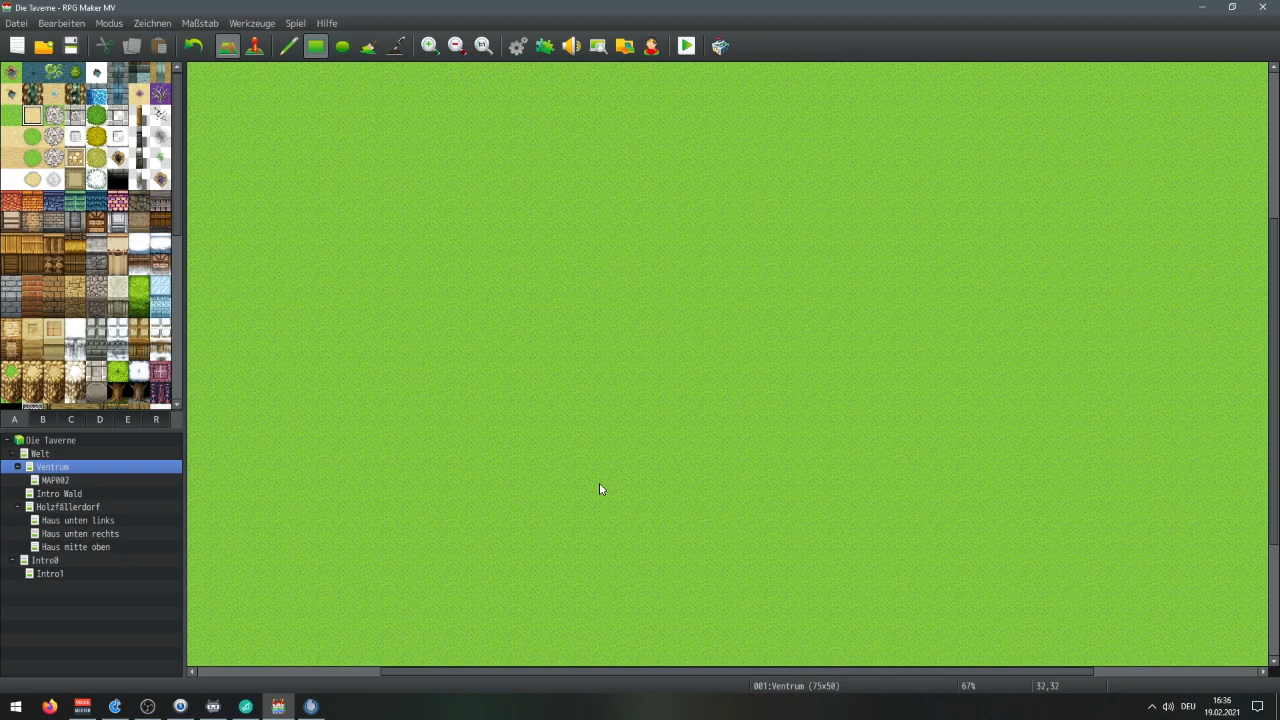 Die Taverne - RPG Maker MV
Datei Bearbeiten Modus Zeichnen Maßstab Werkzeuge Spiel Hilfe
A B C D E R
Die Taverne
Welt
Ventrum
MAP002
Intro Wald
Holzfällerdorf
Haus unten links
Haus unten rechts
Haus mitte oben
Intro0
Intro1
001:Ventrum (75x50) 67% 32,32
VOICE MEETER
DEU
16:36
19.02.2021